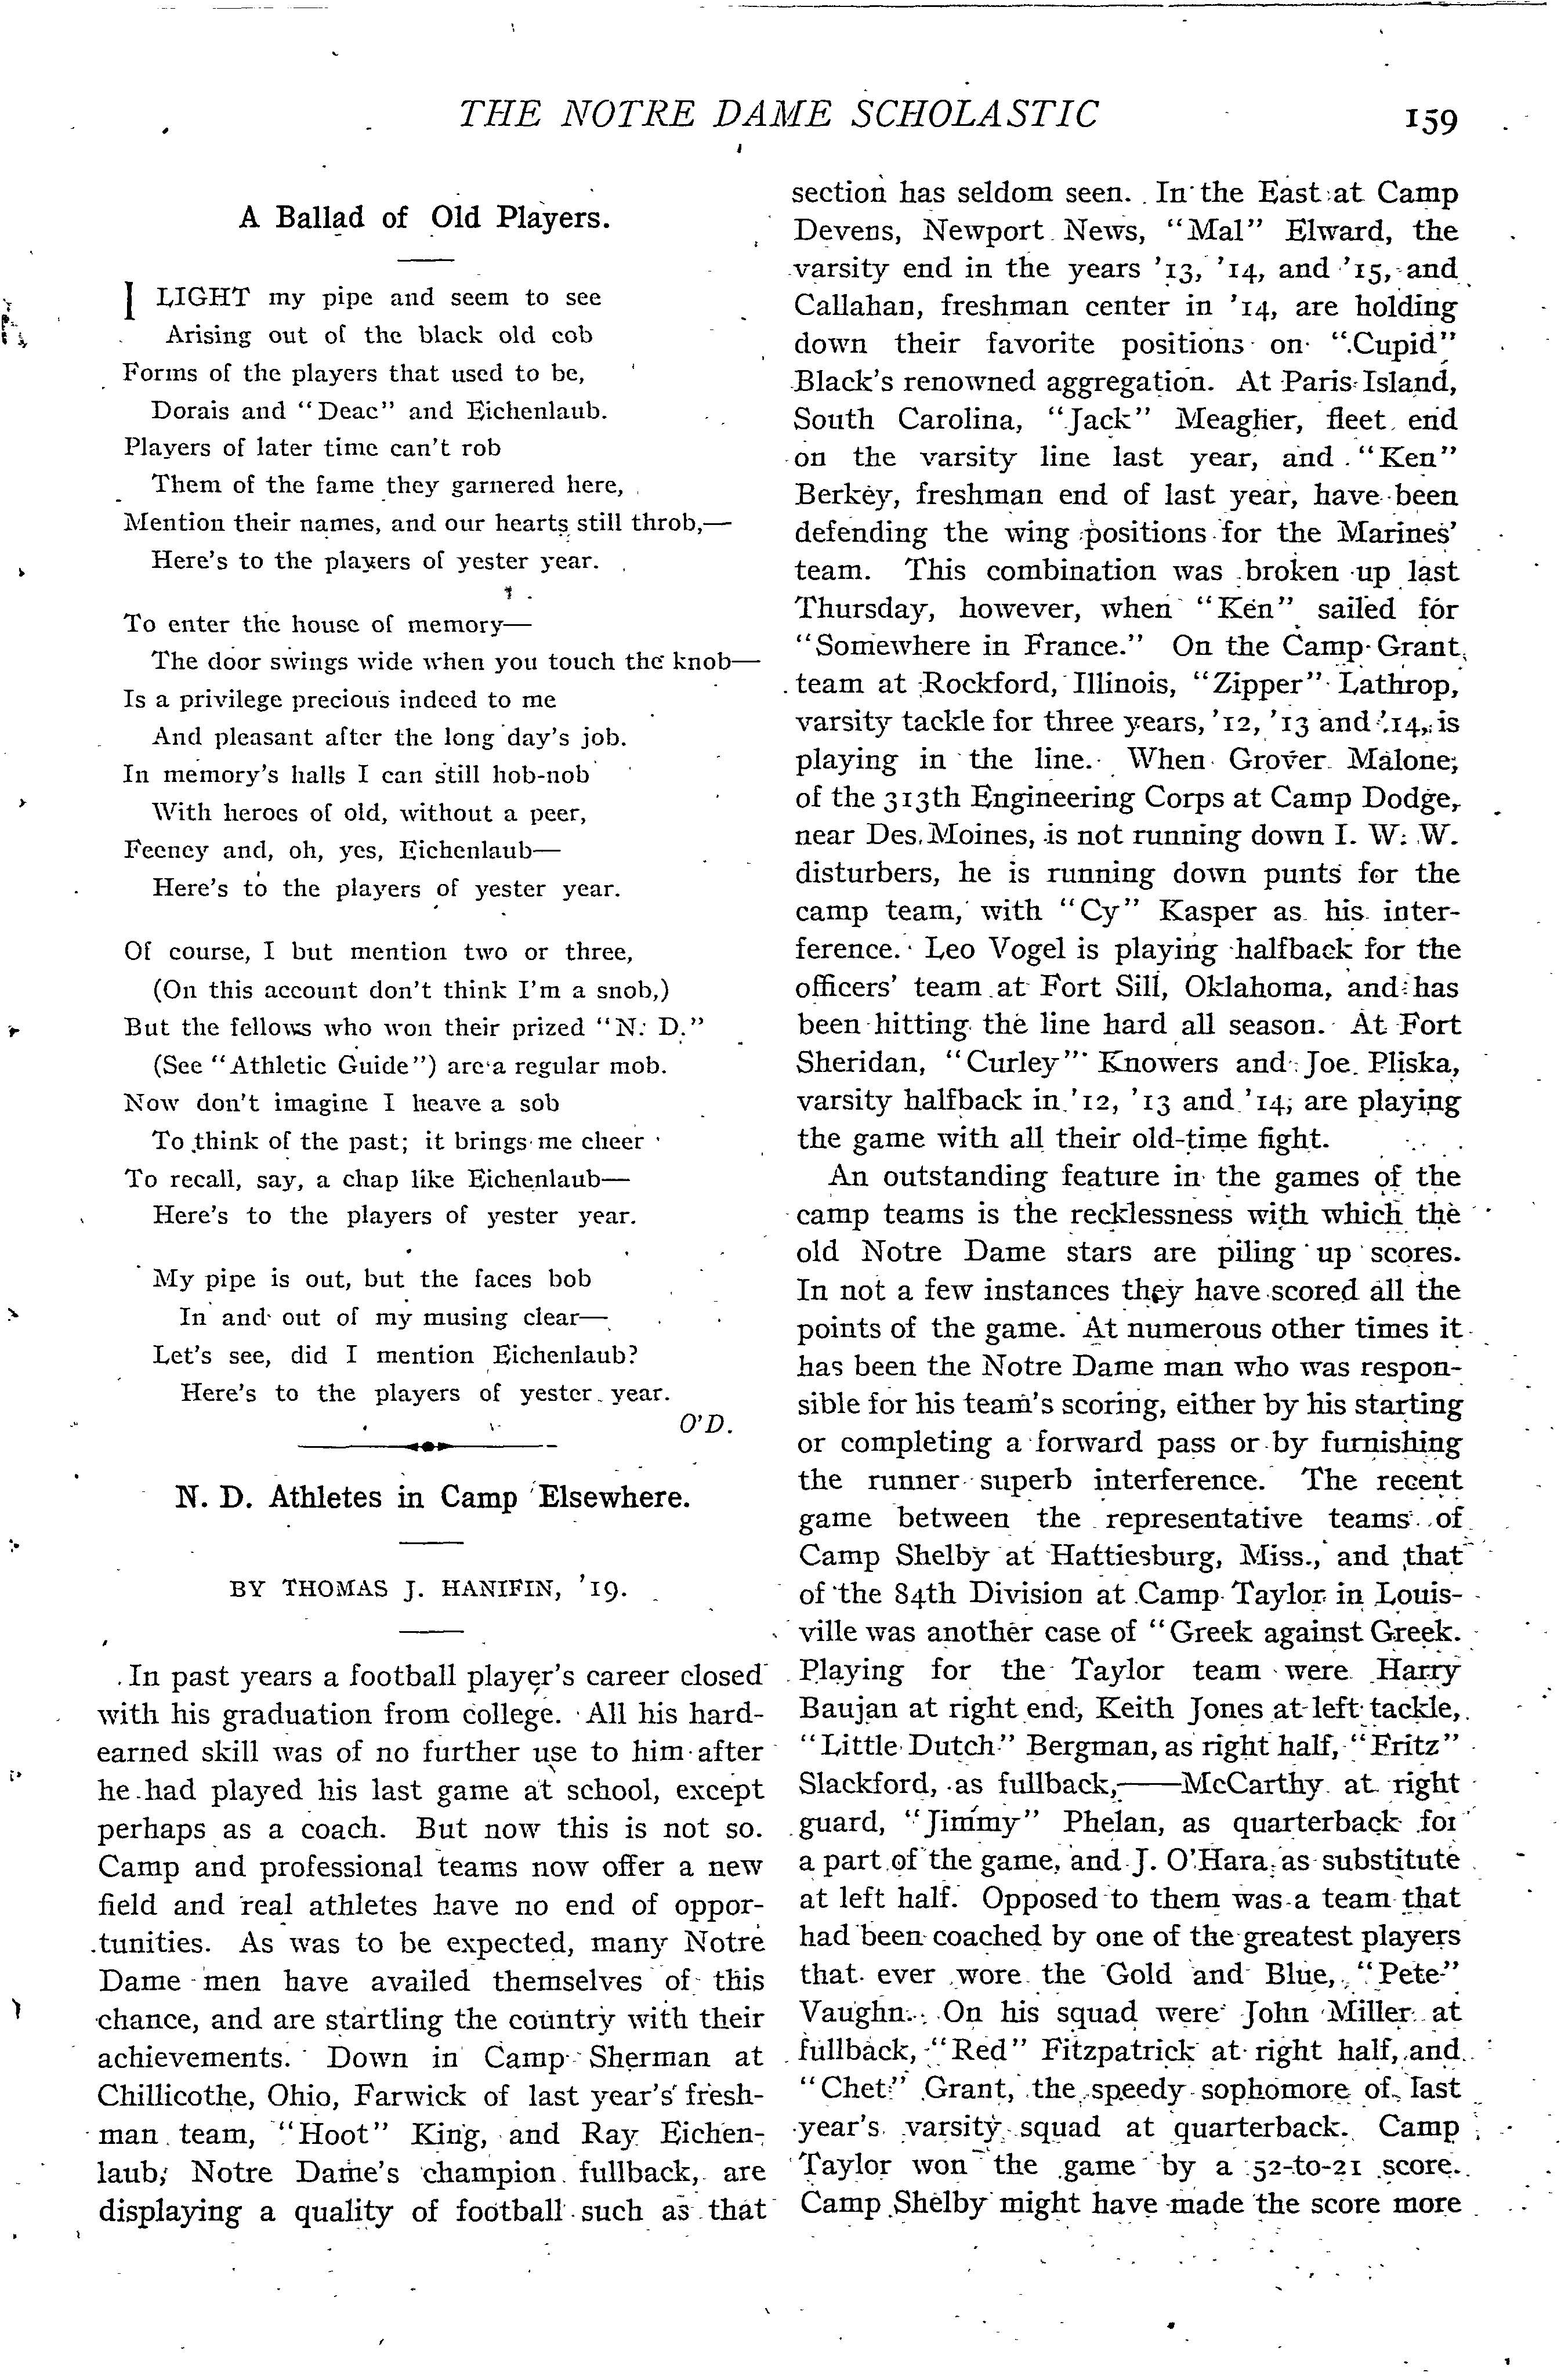 THE NOTRE DAME SCHOLASTIC 159
A Ballad of Old Players.
I LIGHT my pipe and seem to see
Arising out of the black old cob
Forms of the players that used to be,
Dorais and "Deac" and Eichenlaub.
Players of later time can't rob
Them of the fame they garnered here,
Mention their names, and our hearts still throb,—
Here's to the players of yester year.
To enter the house of memory—
The door swings wide when you touch the knob—
Is a privilege precious indeed to me
And pleasant after the long day's job.
In memory's halls I can still hob-nob
With heroes of old, without a peer,
Feeney and, oh, yes, Eichenlaub—
Here's to the players of yester year.
Of course, I but mention two or three,
(On this account don't think I'm a snob,)
But the fellows who won their prized "N. D."
(See "Athletic Guide") are a regular mob.
Now don't imagine I heave a sob
To think of the past; it brings me cheer
To recall, say, a chap like Eichenlaub—
Here's to the players of yester year.
My pipe is out, but the faces bob
In and out of my musing clear—
Let's see, did I mention Eichenlaub?
Here's to the players of yester year.
O'D.
N. D. Athletes in Camp Elsewhere.
BY THOMAS J. HANIFIN, '19.
In past years a football player's career closed
with his graduation from college. All his hard-
earned skill was of no further use to him after
he had played his last game at school, except
perhaps as a coach. But now this is not so.
Camp and professional teams now offer a new
field and real athletes have no end of oppor-
tunities. As was to be expected, many Notre
Dame men have availed themselves of this
chance, and are startling the country with their
achievements. Down in Camp Sherman at
Chillicothe, Ohio, Farwick of last year's fresh-
man team, "Hoot" King, and Ray Eichen-
laub, Notre Dame's champion fullback, are
displaying a quality of football such as that
section has seldom seen. In the East at Camp
Devens, Newport News, "Mal" Elward, the
varsity end in the years '13, '14, and '15, and
Callahan, freshman center in '14, are holding
down their favorite positions on "Cupid"
Black's renowned aggregation. At Paris Island,
South Carolina, "Jack" Meagher, fleet end
on the varsity line last year, and "Ken"
Berkey, freshman end of last year, have been
defending the wing positions for the Marines'
team. This combination was broken up last
Thursday, however, when "Ken" sailed for
"Somewhere in France." On the Camp Grant
team at Rockford, Illinois, "Zipper" Lathrop,
varsity tackle for three years, '12, '13 and '14, is
playing in the line. When Grover Malone,
of the 313th Engineering Corps at Camp Dodge,
near Des Moines, is not running down I. W. W.
disturbers, he is running down punts for the
camp team, with "Cy" Kasper as his inter-
ference. Leo Vogel is playing halfback for the
officers' team at Fort Sill, Oklahoma, and has
been hitting the line hard all season. At Fort
Sheridan, "Curley" Knowers and Joe Pliska,
varsity halfback in '12, '13 and '14, are playing
the game with all their old-time fight.
An outstanding feature in the games of the
camp teams is the recklessness with which the
old Notre Dame stars are piling up scores.
In not a few instances they have scored all the
points of the game. At numerous other times it
has been the Notre Dame man who was respon-
sible for his team's scoring, either by his starting
or completing a forward pass or by furnishing
the runner superb interference. The recent
game between the representative teams of
Camp Shelby at Hattiesburg, Miss., and that
of the 84th Division at Camp Taylor in Louis-
ville was another case of "Greek against Greek.
Playing for the Taylor team were Harry
Baujan at right end, Keith Jones at left tackle,
"Little Dutch" Bergman, as right half, "Fritz"
Slackford, as fullback,——McCarthy at right
guard, "Jimmy" Phelan, as quarterback for
a part of the game, and J. O'Hara, as substitute
at left half. Opposed to them was a team that
had been coached by one of the greatest players
that ever wore the Gold and Blue, "Pete"
Vaughn. On his squad were John Miller at
fullback, "Red" Fitzpatrick at right half, and
"Chet" Grant, the speedy sophomore of last
year's varsity squad at quarterback. Camp
Taylor won the game by a 52-to-21 score.
Camp Shelby might have made the score more